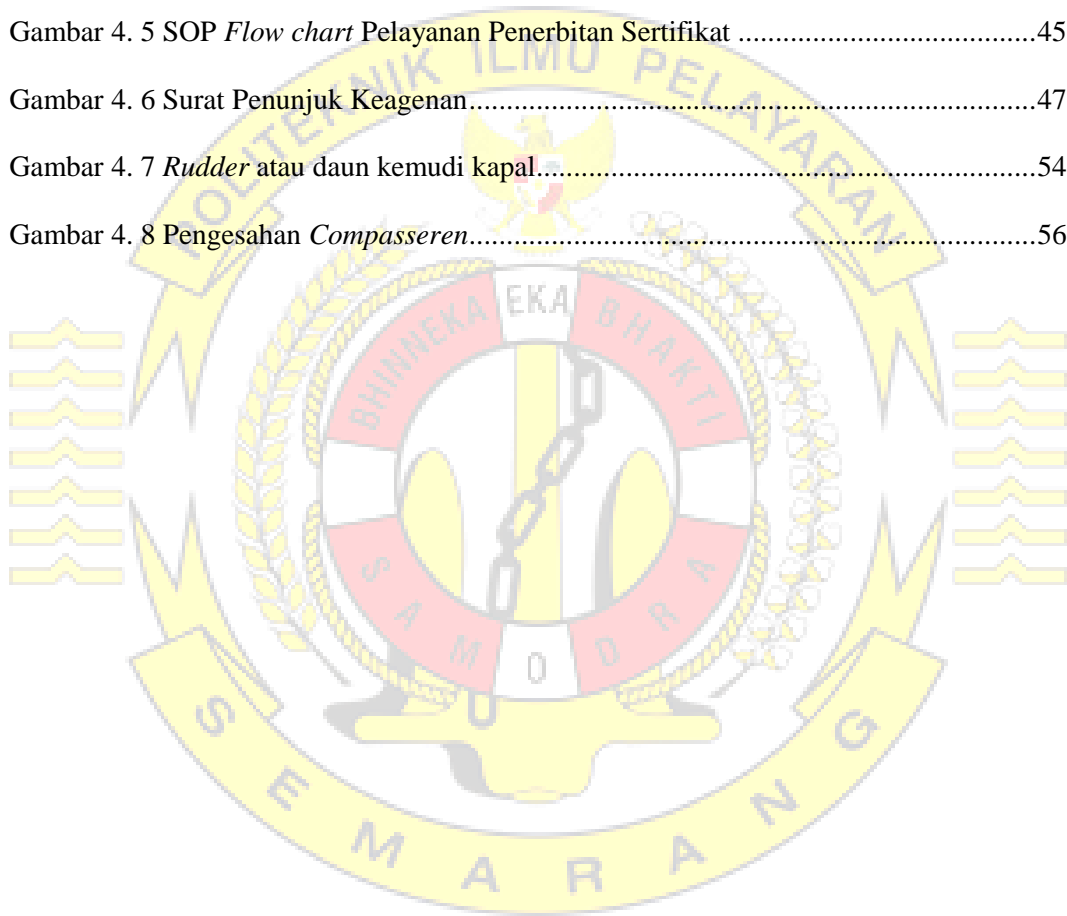 Gambar 4. 5 SOP Flow chart Pelayanan Penerbitan Sertifikat ....................................45
Gambar 4. 6 Surat Penunjuk Keagenan.....................................................................47
Gambar 4. 7 Rudder atau daun kemudi kapal............................................................54
Gambar 4. 8 Pengesahan Compasseren.....................................................................56
POLITEKNIK ILMU PELAYARAN
BHINNEKA EKA BHAKTI
SAMODRA
SEMARANG